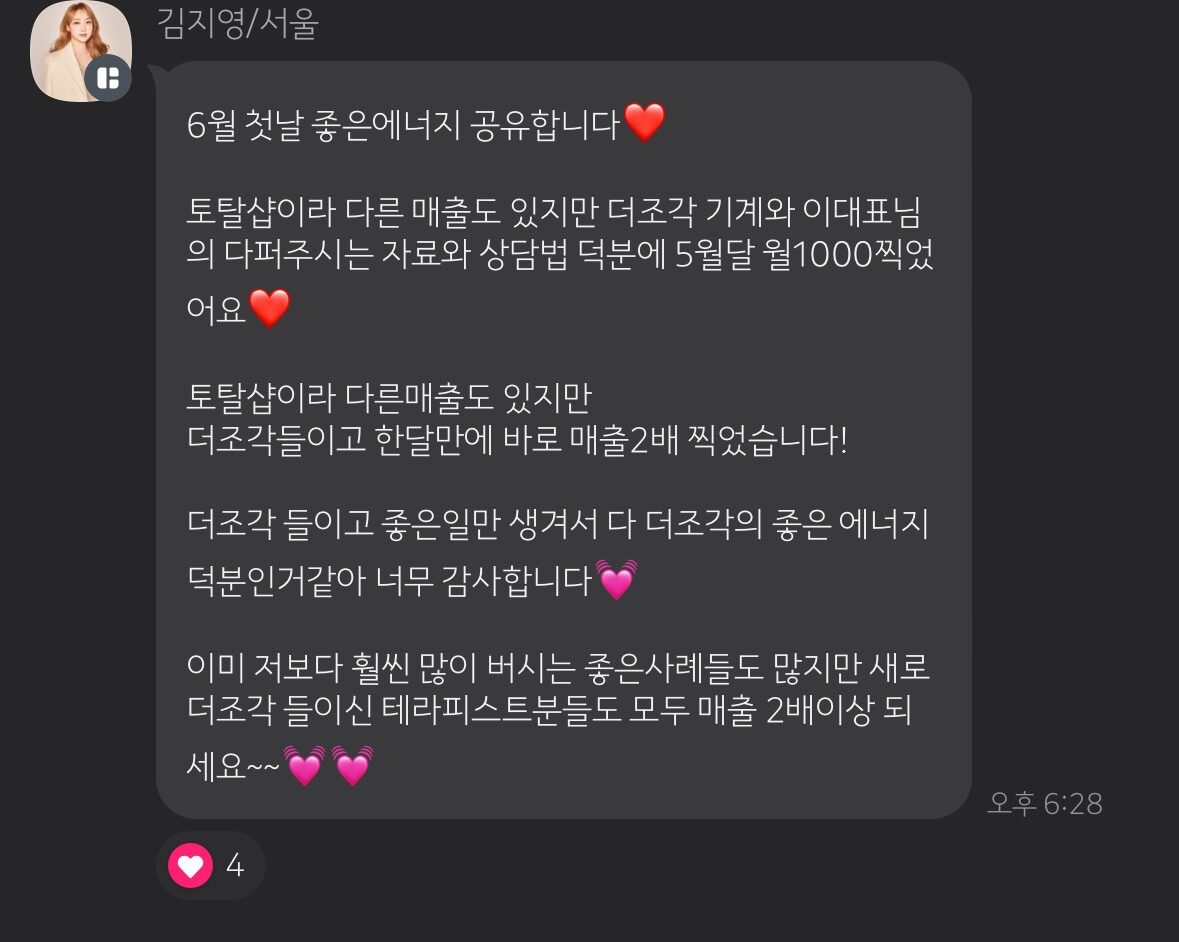 김지영/서울
6월 첫날 좋은에너지 공유합니다❤️
토탈샵이라 다른 매출도 있지만 더조각 기계와 이대표님
의 다퍼주시는 자료와 상담법 덕분에 5월달 월1000찍었
어요❤️
토탈샵이라 다른매출도 있지만
더조각들이고 한달만에 바로 매출2배 찍었습니다!
더조각 들이고 좋은일만 생겨서 다 더조각의 좋은 에너지
덕분인거같아 너무 감사합니다💓
이미 저보다 훨씬 많이 버시는 좋은사례들도 많지만 새로
더조각 들이신 테라피스트분들도 모두 매출 2배이상 되
세요~~💓💓
오후 6:28
4